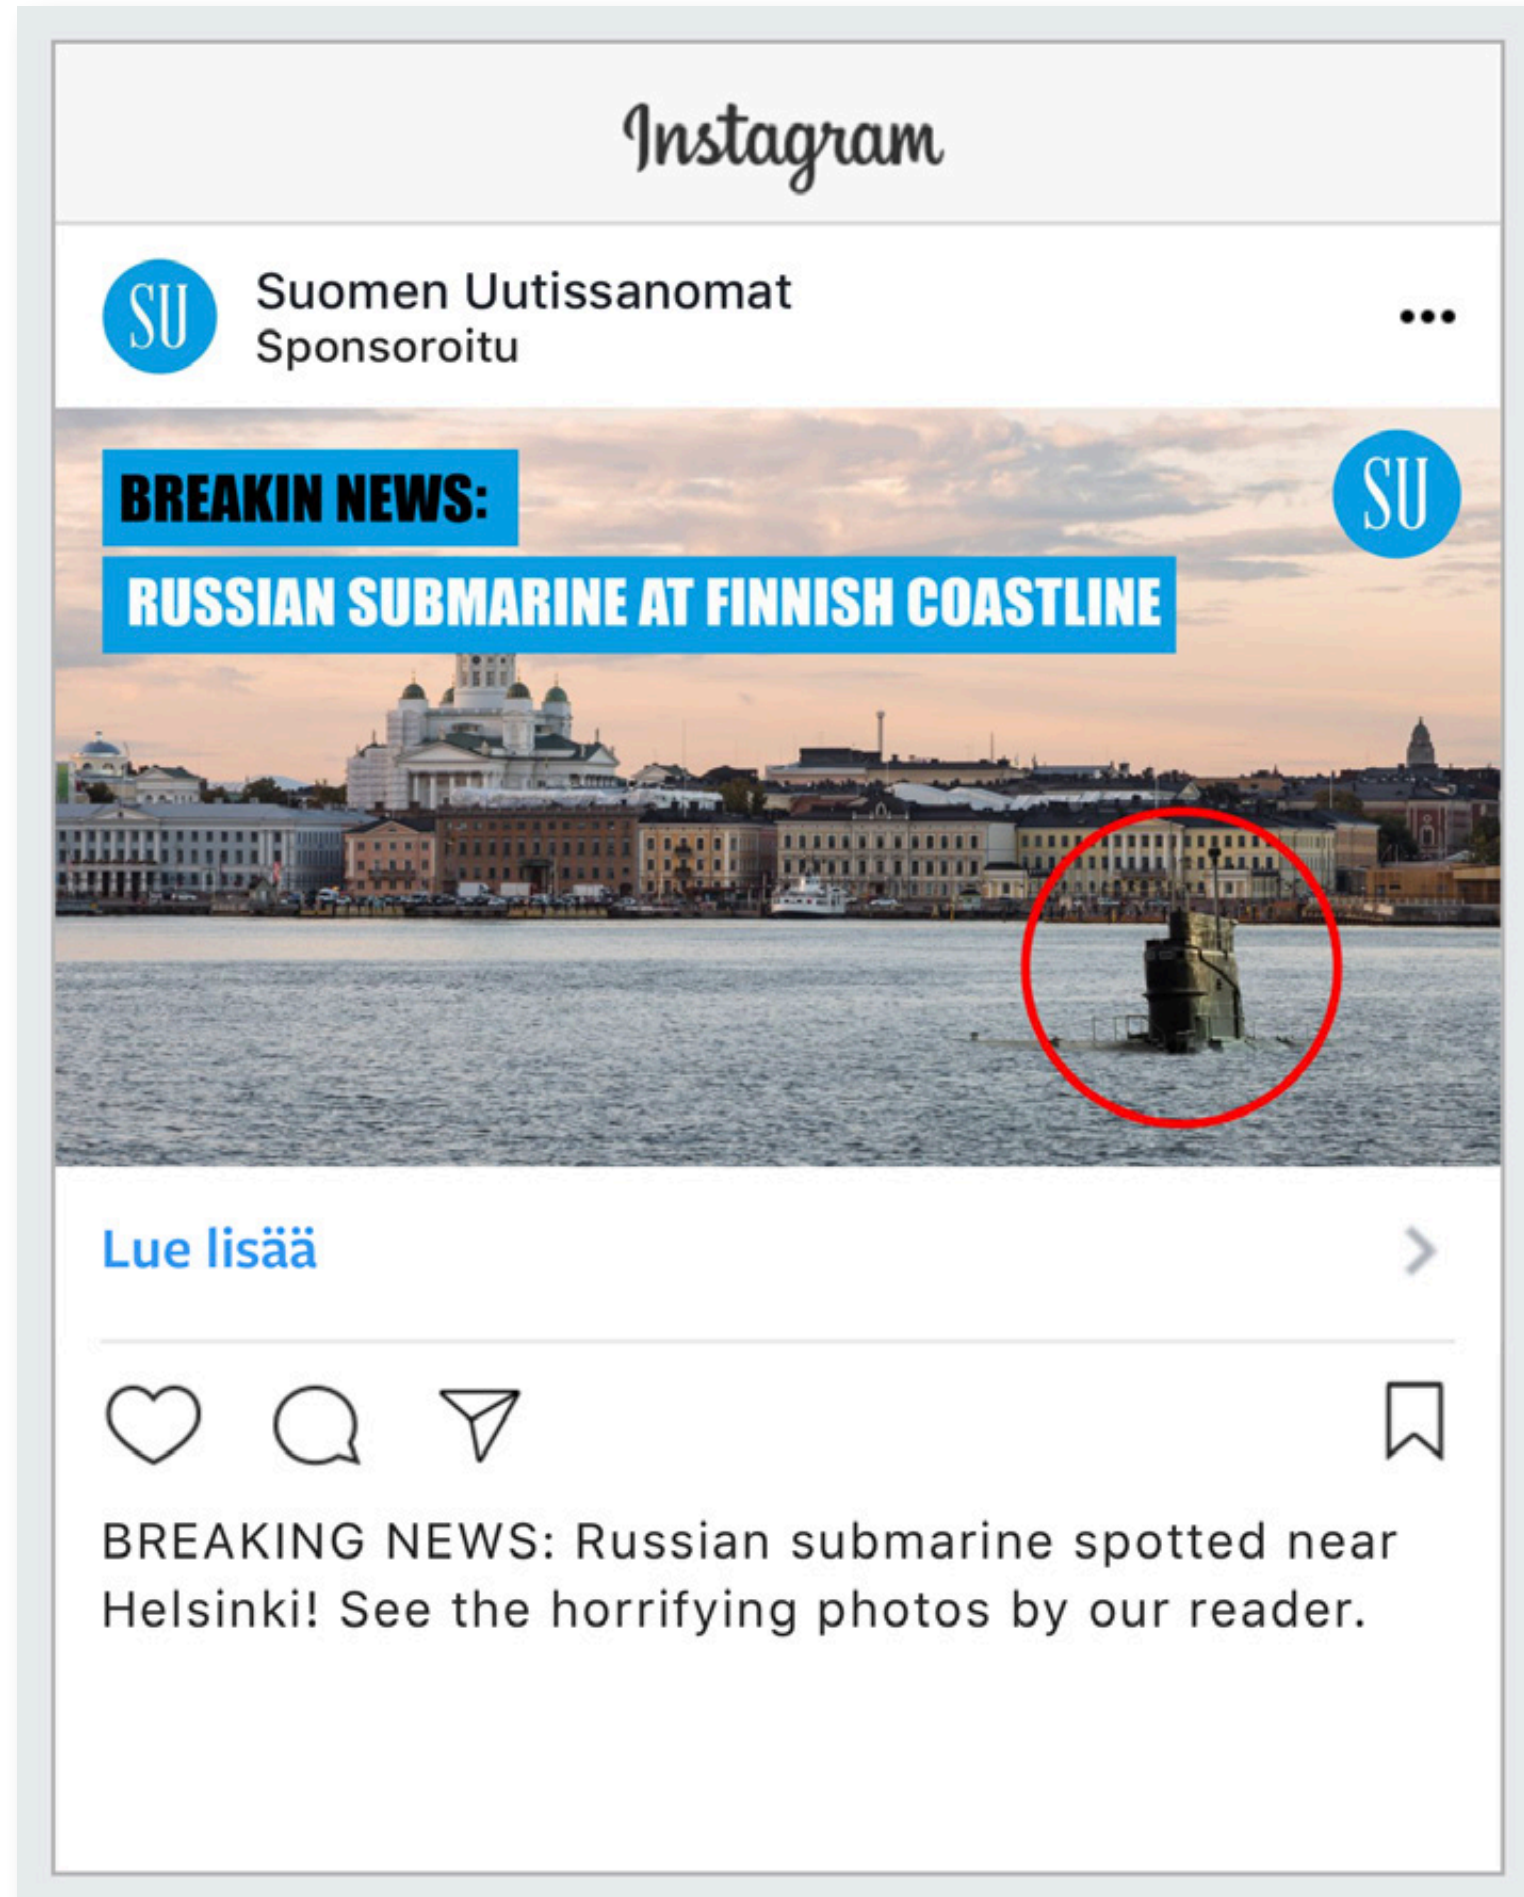 Instagram
SU
Suomen Uutissanomat
Sponsoroitu
BREAKIN NEWS:
SU
RUSSIAN SUBMARINE AT FINNISH COASTLINE
Lue lisää
BREAKING NEWS: Russian submarine spotted near
Helsinki! See the horrifying photos by our reader.